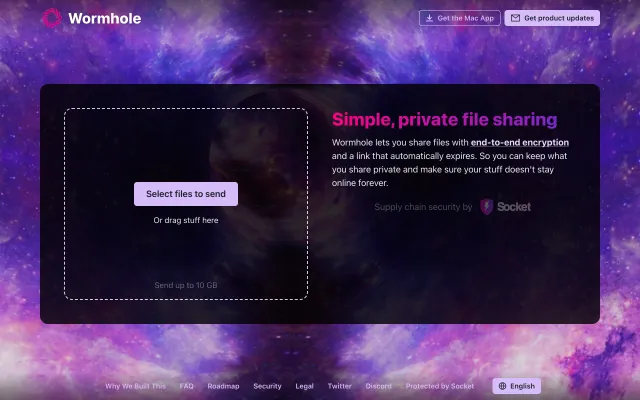 Wormhole
Get the Mac App
Get product updates
Simple, private file sharing
Wormhole lets you share files with end-to-end encryption
and a link that automatically expires. So you can keep what
you share private and make sure your stuff doesn't stay
online forever.
Supply chain security by Socket
Select files to send
Or drag stuff here
Send up to 10 GB
Why We Built This FAQ Roadmap Security Legal Twitter Discord Protected by Socket English